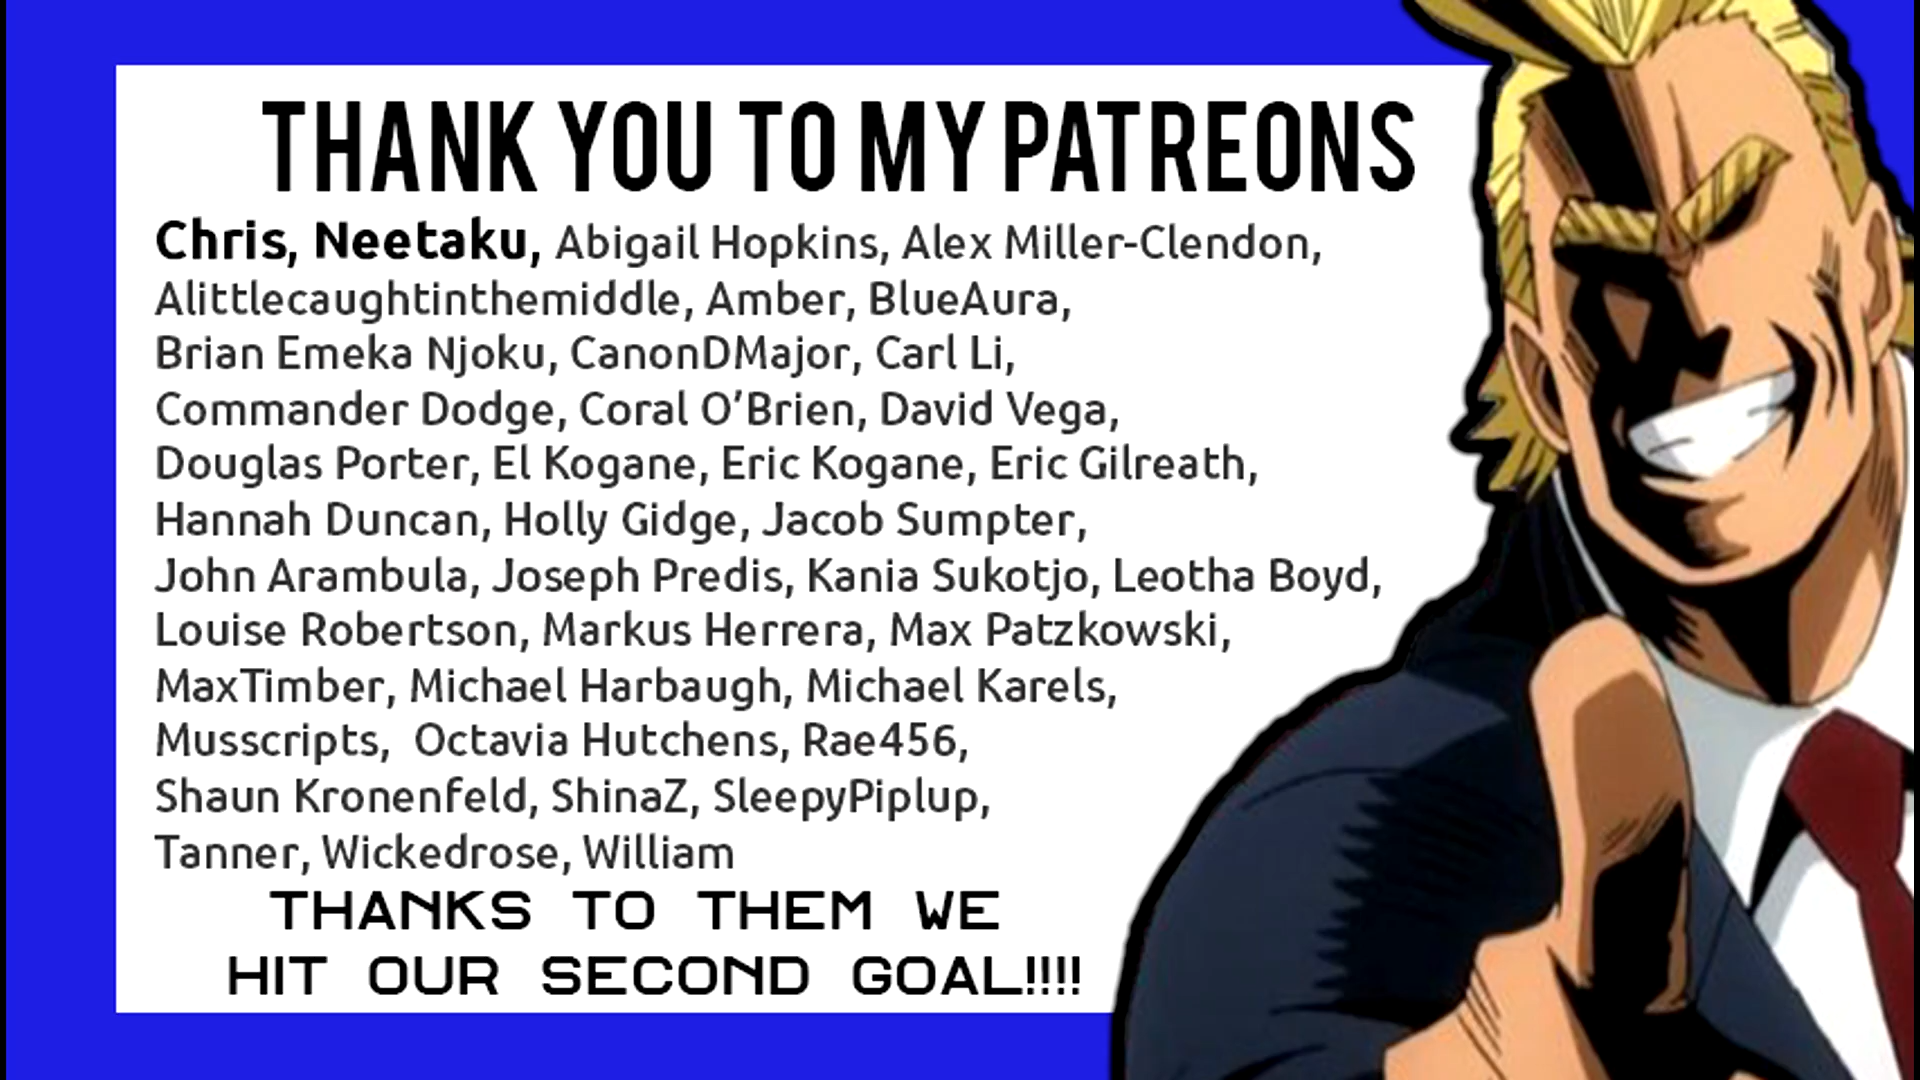 THANK YOU TO MY PATREONS
Chris, Neetaku, Abigail Hopkins, Alex Miller-Clendon,
Alittlecaughtinthemiddle, Amber, BlueAura,
Brian Emeka Njoku, CanonDMajor, Carl Li,
Commander Dodge, Coral O’Brien, David Vega,
Douglas Porter, El Kogane, Eric Kogane, Eric Gilreath,
Hannah Duncan, Holly Gidge, Jacob Sumpter,
John Arambula, Joseph Predis, Kania Sukotjo, Leotha Boyd,
Louise Robertson, Markus Herrera, Max Patzkowski,
MaxTimber, Michael Harbaugh, Michael Karels,
Musscripts,  Octavia Hutchens, Rae456,
Shaun Kronenfeld, ShinaZ, SleepyPiplup,
Tanner, Wickedrose, William
THANKS TO THEM WE
HIT OUR SECOND GOAL!!!!